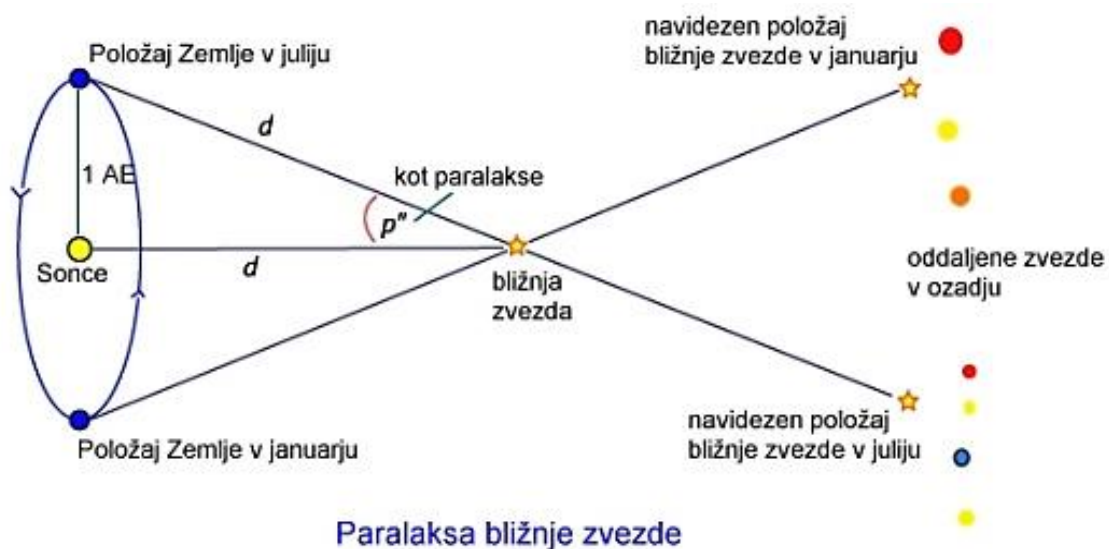 Položaj Zemlje v juliju
navidezen položaj
bližnje zvezde v januarju
d
1 AE
kot paralakse
p"
Sonce
d
bližnja
zvezda
oddaljene zvezde
v ozadju
Položaj Zemlje v januarju
navidezen položaj
bližnje zvezde v juliju
Paralaksa bližnje zvezde